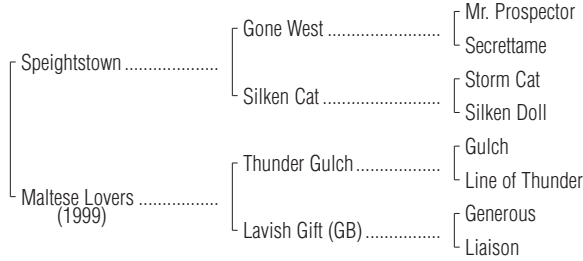 Mr. Prospector
Gone West ......................
Secrettame
Speightstown ...................
Storm Cat
Silken Cat .......................
Silken Doll
Gulch
Thunder Gulch .................
Line of Thunder
Maltese Lovers ................
(1999)
Generous
Lavish Gift (GB) ...............
Liaison